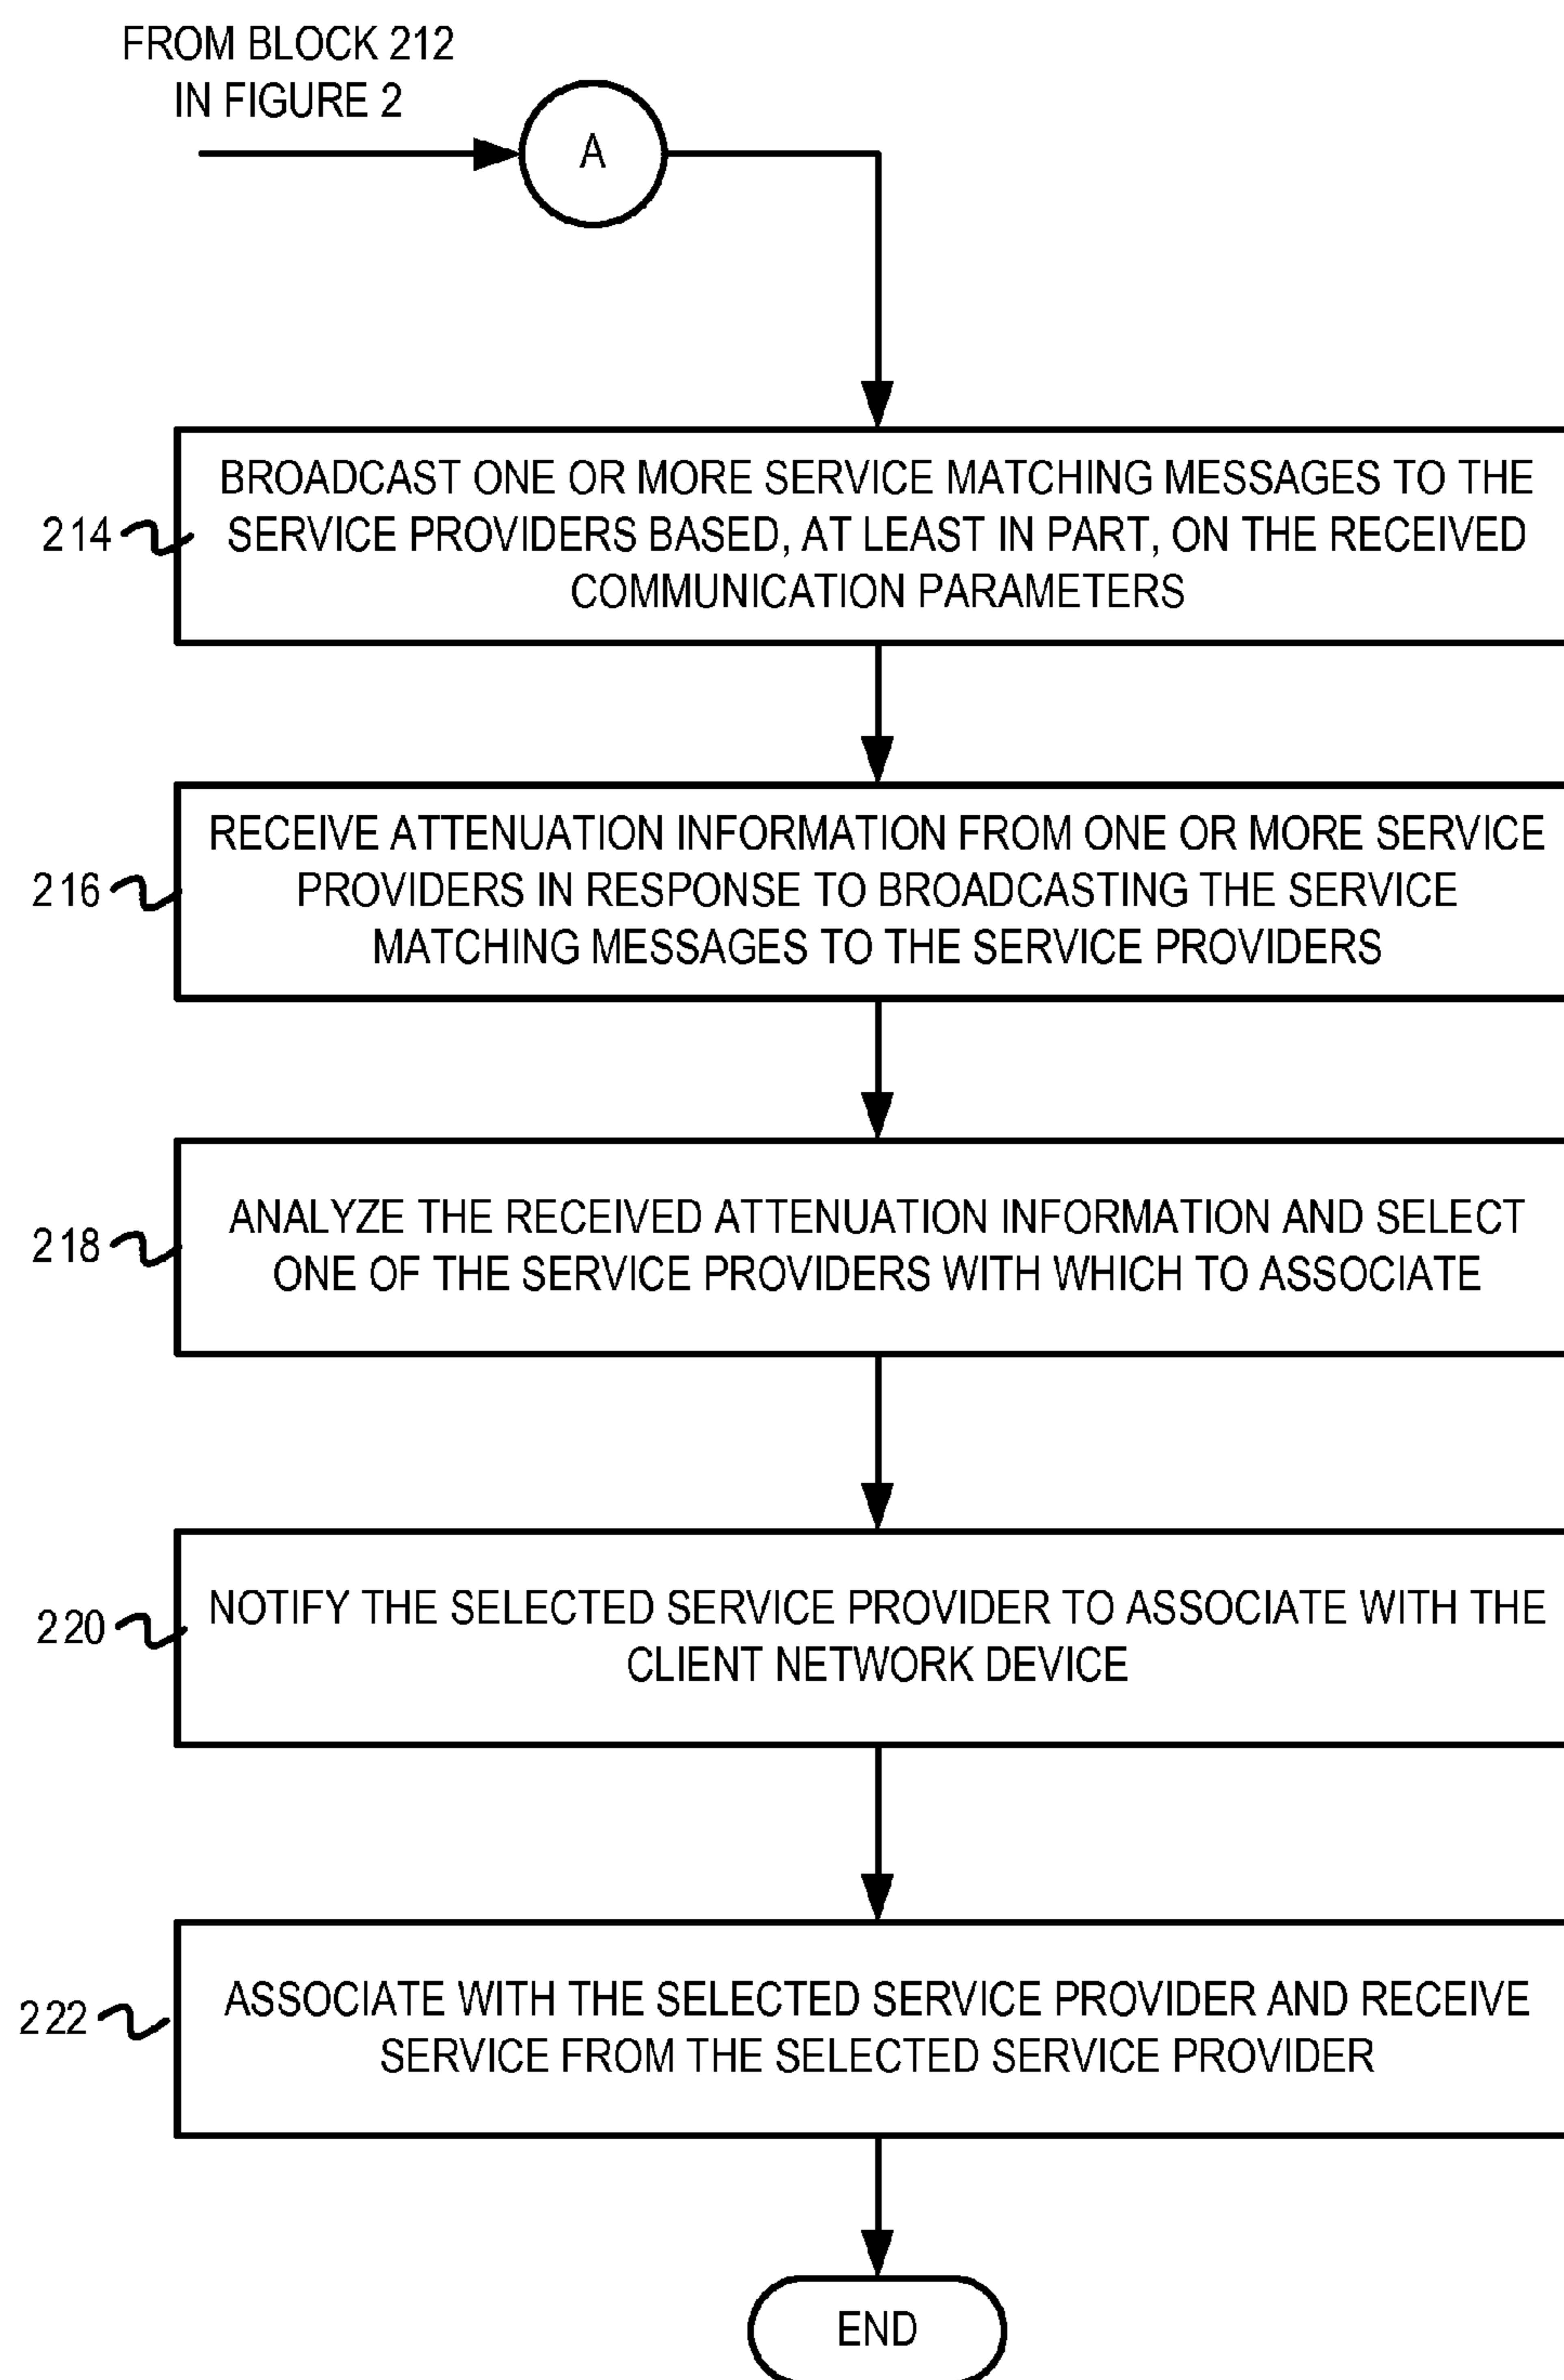 FROM BLOCK 212
IN FIGURE 2
A
BROADCAST ONE OR MORE SERVICE MATCHING MESSAGES TO THE
SERVICE PROVIDERS BASED, AT LEAST IN PART, ON THE RECEIVED
COMMUNICATION PARAMETERS
214
RECEIVE ATTENUATION INFORMATION FROM ONE OR MORE SERVICE
PROVIDERS IN RESPONSE TO BROADCASTING THE SERVICE
MATCHING MESSAGES TO THE SERVICE PROVIDERS
216
ANALYZE THE RECEIVED ATTENUATION INFORMATION AND SELECT
ONE OF THE SERVICE PROVIDERS WITH WHICH TO ASSOCIATE
218
NOTIFY THE SELECTED SERVICE PROVIDER TO ASSOCIATE WITH THE
CLIENT NETWORK DEVICE
220
ASSOCIATE WITH THE SELECTED SERVICE PROVIDER AND RECEIVE
SERVICE FROM THE SELECTED SERVICE PROVIDER
222
END